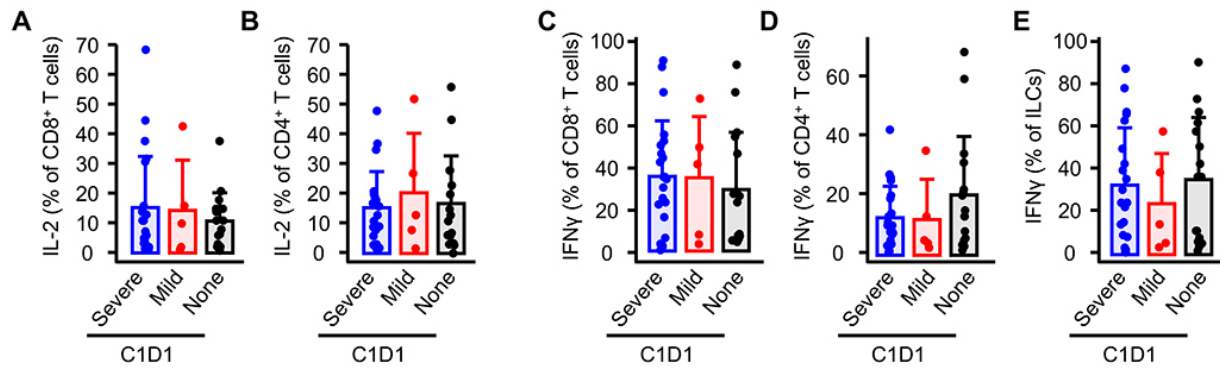 A
IL-2 (% of CD8⁺ T cells)
70
60
50
40
30
20
10
0
Severe
Mild
None
C1D1
B
IL-2 (% of CD4⁺ T cells)
70
60
50
40
30
20
10
0
Severe
Mild
None
C1D1
C
IFNγ (% of CD8⁺ T cells)
100
80
60
40
20
0
Severe
Mild
None
C1D1
D
IFNγ (% of CD4⁺ T cells)
60
40
20
0
Severe
Mild
None
C1D1
E
IFNγ (% of ILCs)
100
80
60
40
20
0
Severe
Mild
None
C1D1